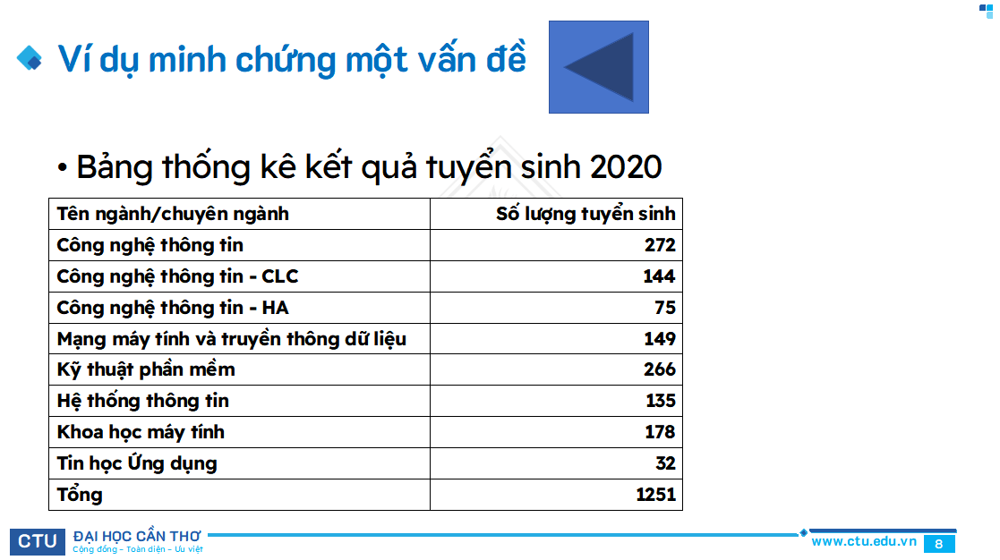 Ví dụ minh chứng một vấn đề
• Bảng thống kê kết quả tuyển sinh 2020
Tên ngành/chuyên ngành Số lượng tuyển sinh
Công nghệ thông tin 272
Công nghệ thông tin - CLC 144
Công nghệ thông tin - HA 75
Mạng máy tính và truyền thông dữ liệu 149
Kỹ thuật phần mềm 266
Hệ thống thông tin 135
Khoa học máy tính 178
Tin học Ứng dụng 32
Tổng 1251
CTU ĐẠI HỌC CẦN THƠ
Cộng đồng – Toàn diện – Ưu việt
www.ctu.edu.vn 8